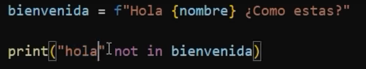 bienvenida = f"Hola {nombre} ¿Como estas?"
print("hola" not in bienvenida)